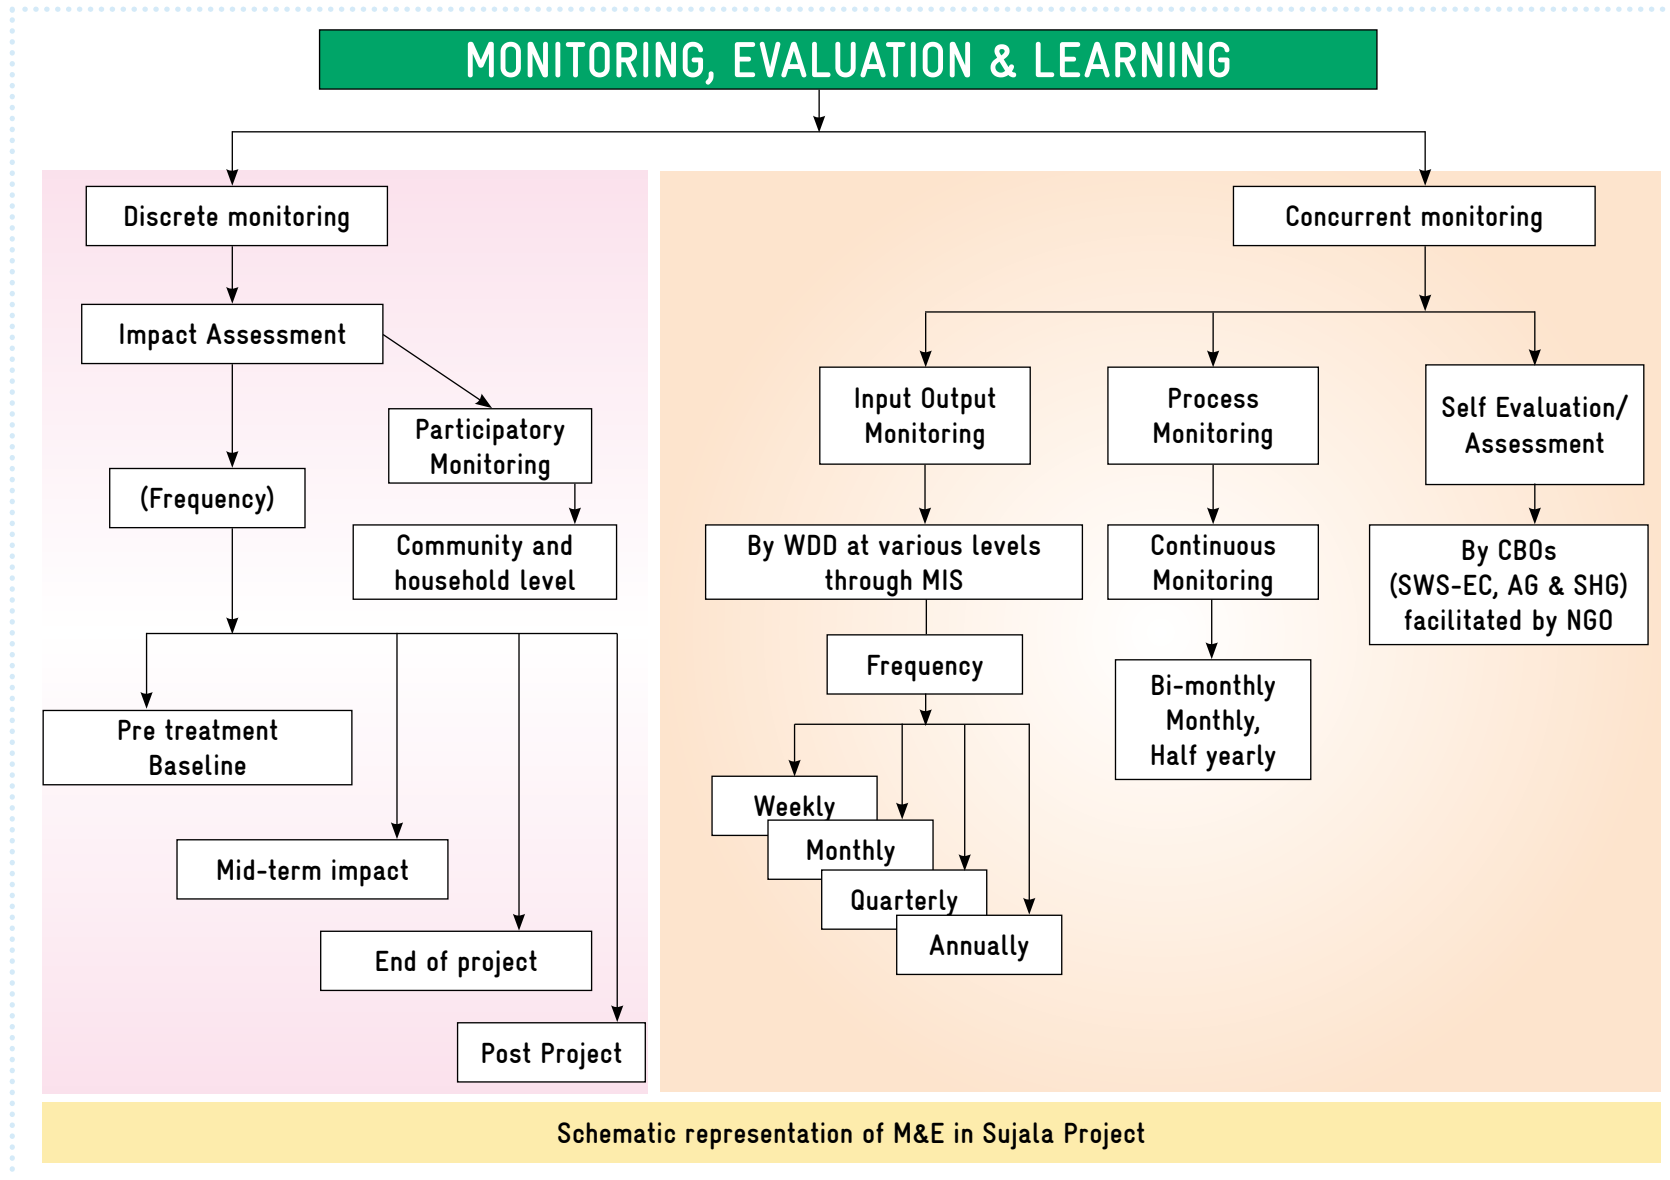 MONITORING, EVALUATION & LEARNING
Discrete monitoring
Impact Assessment
Participatory
Monitoring
(Frequency)
Community and
household level
Pre treatment
Baseline
Mid-term impact
End of project
Post Project
Concurrent monitoring
Input Output
Monitoring
By WDD at various levels
through MIS
Frequency
Weekly
Monthly
Quarterly
Annually
Process
Monitoring
Continuous
Monitoring
Bi-monthly
Monthly,
Half yearly
Self Evaluation/
Assessment
By CBOs
(SWS-EC, AG & SHG)
facilitated by NGO
Schematic representation of M&E in Sujala Project